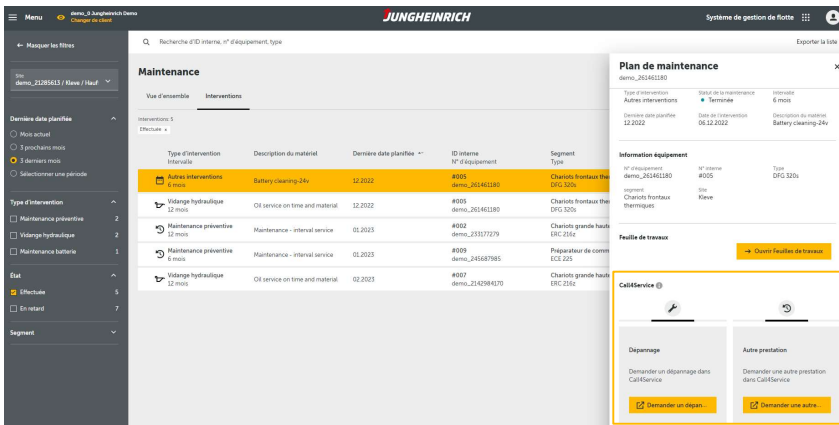 Menu
demo_0 Jungheinrich Demo
Changer de client
JUNGHEINRICH
Système de gestion de flotte
← Masquer les filtres
Recherche d'ID interne, n° d'équipement, type
Exporter la liste
Site
demo_21285613 / Kleve / Hauf
Dernière date planifiée
Mois actuel
3 prochains mois
3 derniers mois
Sélectionner une période
Type d'intervention
Maintenance préventive 2
Vidange hydraulique 2
Maintenance batterie 1
État
Effectuée 5
En retard 7
Segment
Maintenance
Vue d'ensemble Interventions
Interventions: 5
Effectuée ×
Type d'intervention Description du matériel Dernière date planifiée ID interne Segment
Intervalle N° d'équipement Type
Autres interventions Battery cleaning-24v 12.2022 #005 Chariots frontaux ther
6 mois demo_261461180 DFG 320s
Vidange hydraulique Oil service on time and material 12.2022 #005 Chariots frontaux ther
12 mois demo_261461180 DFG 320s
Maintenance préventive Maintenance - interval service 01.2023 #002 Chariots grande haute
12 mois demo_233177279 ERC 216z
Maintenance préventive Maintenance - interval service 01.2023 #009 Préparateur de comm
6 mois demo_245687985 ECE 225
Vidange hydraulique Oil service on time and material 02.2023 #007 Chariots grande haute
12 mois demo_2142984170 ERC 216z
Plan de maintenance ×
demo_261461180
Type d'intervention Statut de la maintenance Intervalle
Autres interventions Terminée 6 mois
Dernière date planifiée Date de l'intervention Description du matériel
12.2022 06.12.2022 Battery cleaning-24v
Information équipement
N° d'équipement N° interne Type
demo_261461180 #005 DFG 320s
segment Site
Chariots frontaux Kleve
thermiques
Feuille de travaux
→ Ouvrir Feuilles de travaux
Call4Service
Dépannage Autre prestation
Demander un dépannage dans Demander une autre prestation
Call4Service dans Call4Service
Demander un dépan... Demander une autre...